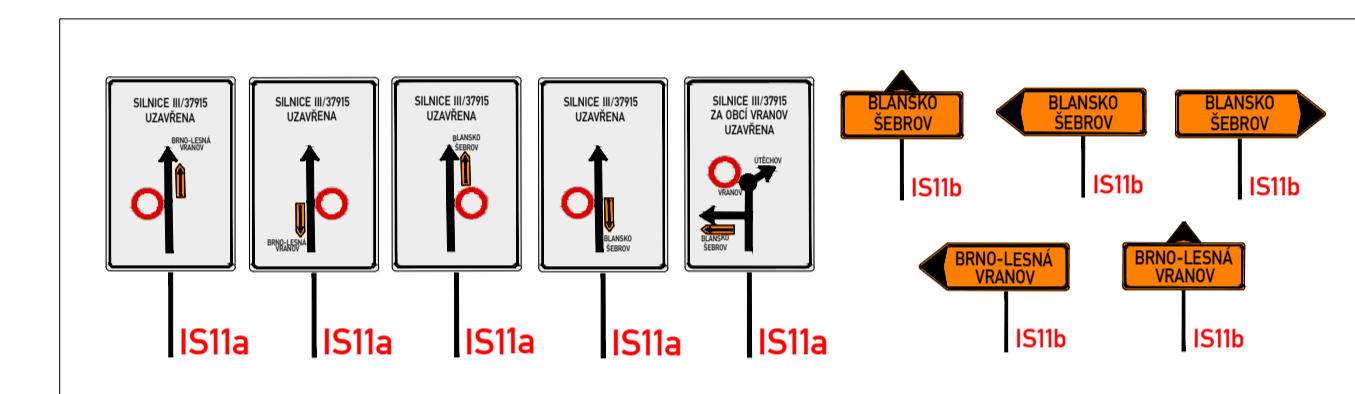 SILNICE III/37915
UZAVŘENA
BRNO-LESNÁ
VRANOV
IS11a
SILNICE III/37915
UZAVŘENA
BRNO-LESNÁ
VRANOV
IS11a
SILNICE III/37915
UZAVŘENA
BLANSKO
ŠEBROV
IS11a
SILNICE III/37915
UZAVŘENA
BLANSKO
ŠEBROV
IS11a
SILNICE III/37915
ZA OBCÍ VRANOV
UZAVŘENA
ÚTĚCHOV
VRANOV
BLANSKO
ŠEBROV
IS11a
BLANSKO
ŠEBROV
IS11b
BLANSKO
ŠEBROV
IS11b
BLANSKO
ŠEBROV
IS11b
BRNO-LESNÁ
VRANOV
IS11b
BRNO-LESNÁ
VRANOV
IS11b